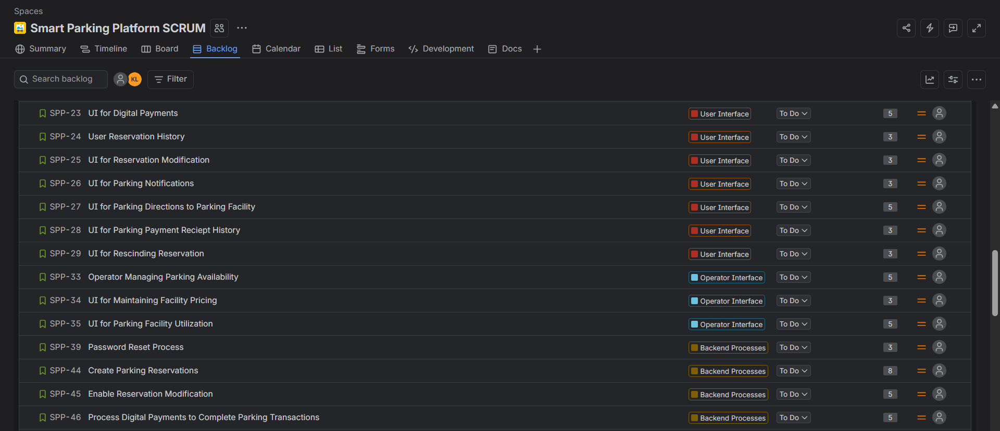 Spaces
Smart Parking Platform SCRUM
Summary Timeline Board Backlog Calendar List Forms Development Docs
Search backlog KL Filter
SPP-23 UI for Digital Payments User Interface To Do 5
SPP-24 User Reservation History User Interface To Do 3
SPP-25 UI for Reservation Modification User Interface To Do 3
SPP-26 UI for Parking Notifications User Interface To Do 3
SPP-27 UI for Parking Directions to Parking Facility User Interface To Do 5
SPP-28 UI for Parking Payment Reciept History User Interface To Do 3
SPP-29 UI for Rescinding Reservation User Interface To Do 3
SPP-33 Operator Managing Parking Availability Operator Interface To Do 5
SPP-34 UI for Maintaining Facility Pricing Operator Interface To Do 3
SPP-35 UI for Parking Facility Utilization Operator Interface To Do 5
SPP-39 Password Reset Process Backend Processes To Do 3
SPP-44 Create Parking Reservations Backend Processes To Do 8
SPP-45 Enable Reservation Modification Backend Processes To Do 5
SPP-46 Process Digital Payments to Complete Parking Transactions Backend Processes To Do 5